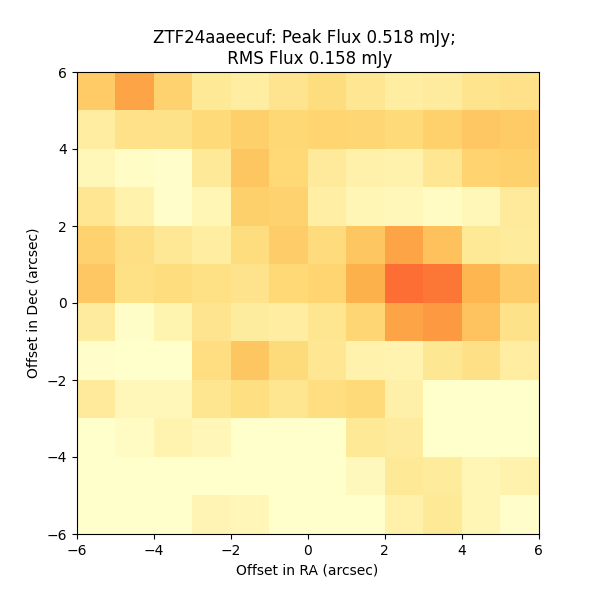 ZTF24aaeecuf: Peak Flux 0.518 mJy;
RMS Flux 0.158 mJy
6
4
2
0
−2
−4
−6
Offset in Dec (arcsec)
−6 −4 −2 0 2 4 6
Offset in RA (arcsec)